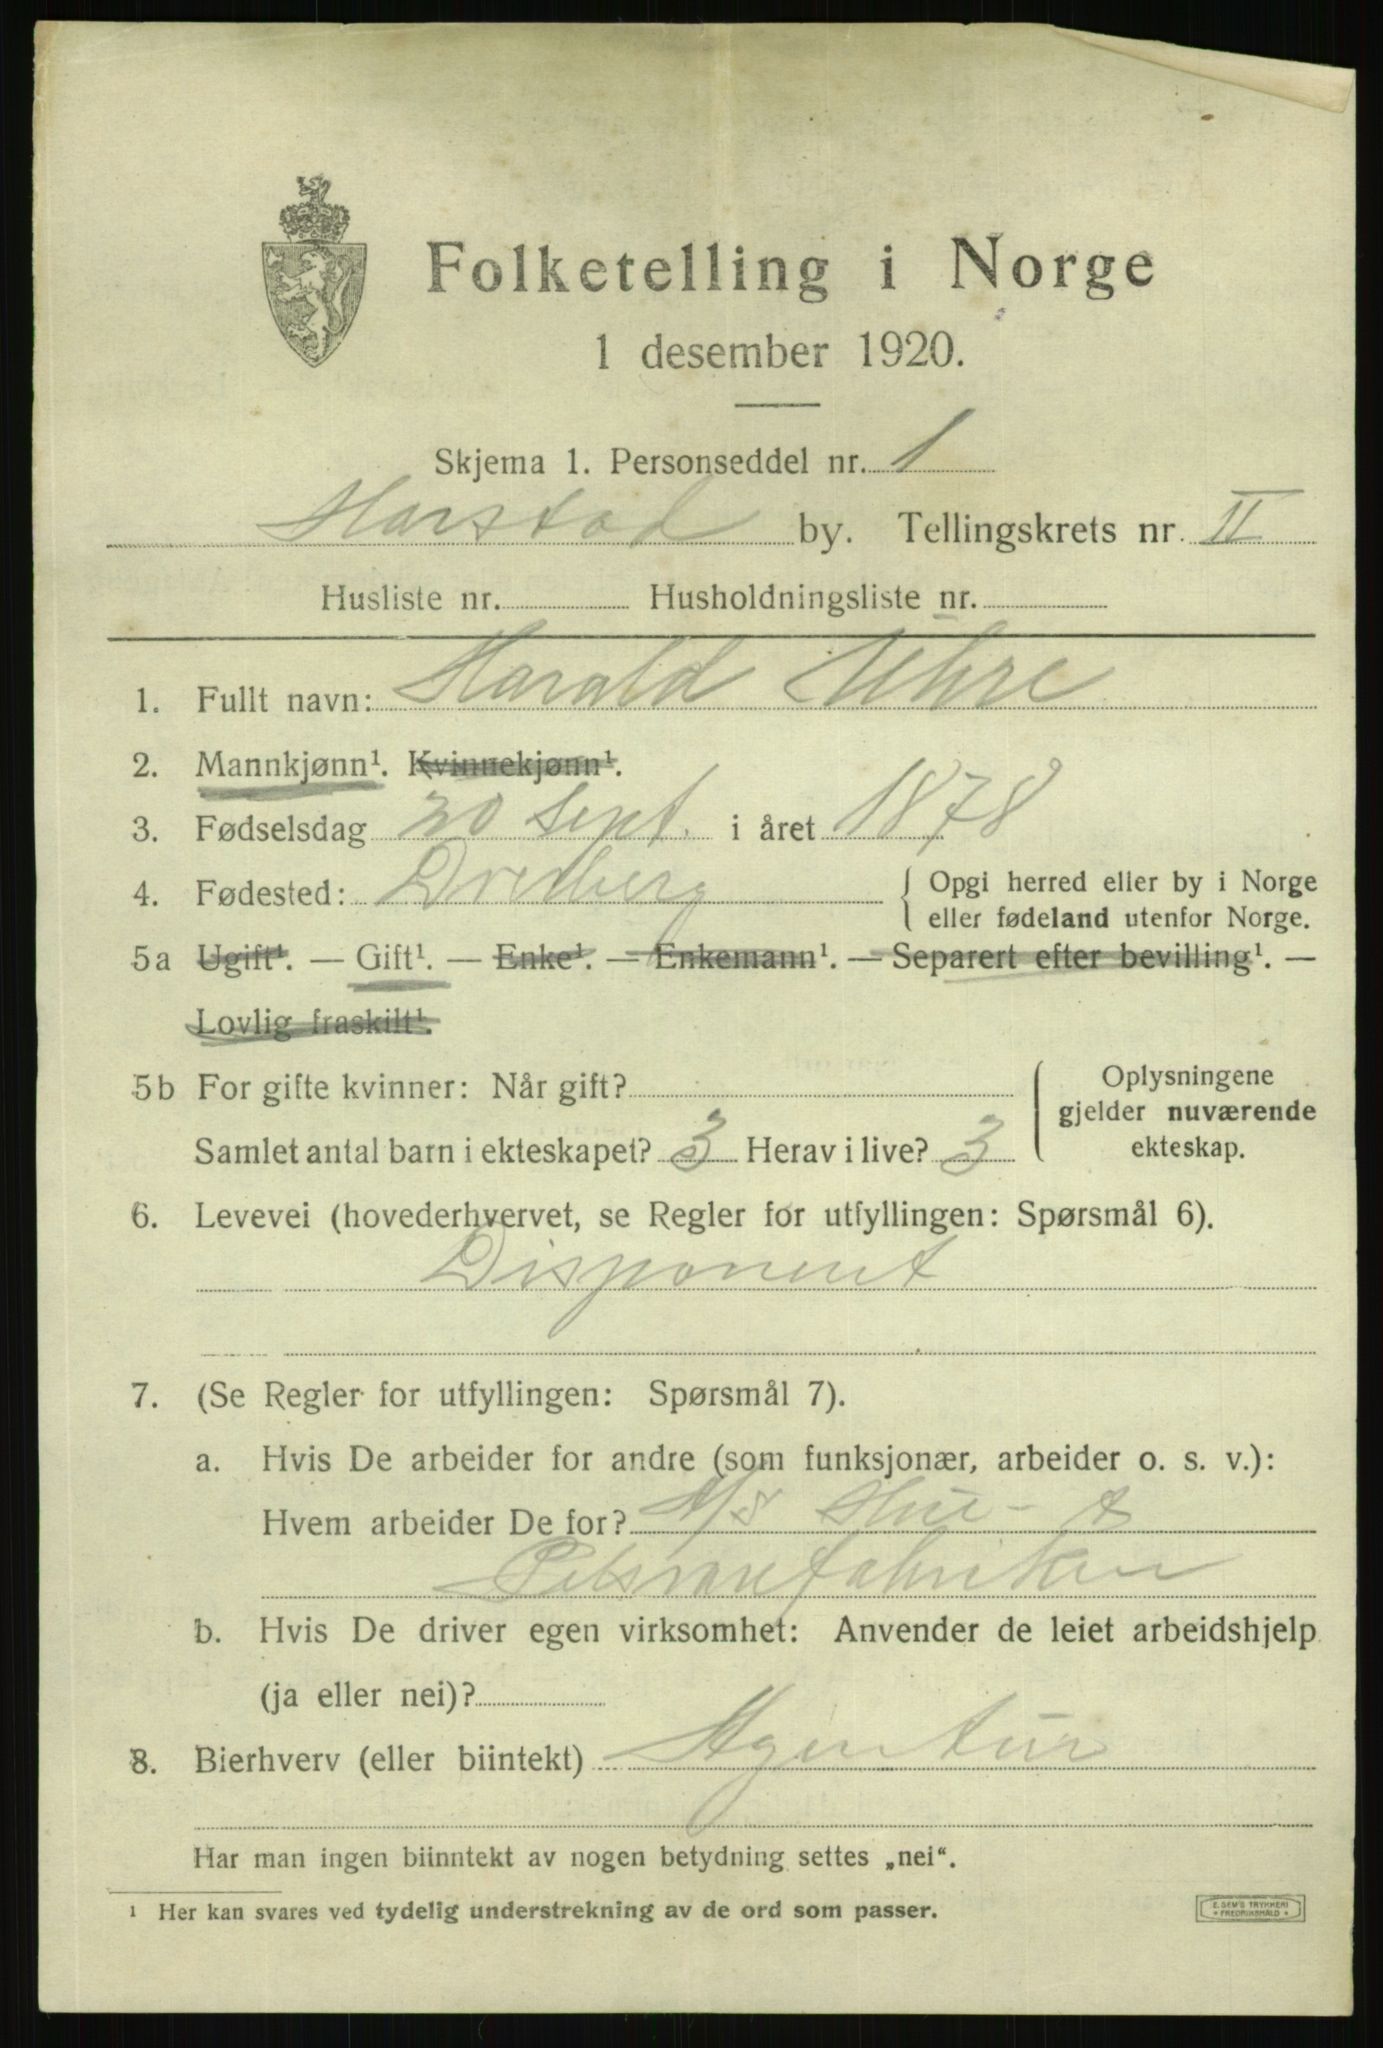 Folketelling i Norge
1 desember 1920.
Skjema 1. Personseddel nr. 1
Harstad by. Tellingskrets nr. II
Husliste nr. Husholdningsliste nr.
1. Fullt navn: Harald Uhre
2. Mannkjønn¹. Kvinnekjønn¹.
3. Fødselsdag 20 Sept. i året 1878
4. Fødested: { Opgi herred eller by i Norge
eller fødeland utenfor Norge.
5a Ugift¹. — Gift¹. — Enke¹. — Enkemann¹. — Separert efter bevilling¹. —
Lovlig fraskilt¹.
5b For gifte kvinner: Når gift?
Samlet antal barn i ekteskapet? 3 Herav i live? 3
{ Oplysningene
gjelder nuværende
ekteskap.
6. Levevei (hovederhvervet, se Regler for utfyllingen: Spørsmål 6).
Disponent
7. (Se Regler for utfyllingen: Spørsmål 7).
a. Hvis De arbeider for andre (som funksjonær, arbeider o. s. v.):
Hvem arbeider De for? A/S
b. Hvis De driver egen virksomhet: Anvender de leiet arbeidshjelp
(ja eller nei)?
8. Bierhverv (eller biintekt) Agentur
Har man ingen biinntekt av nogen betydning settes „nei“.
¹ Her kan svares ved tydelig understrekning av de ord som passer.
E. SEM'S TRYKKERI
* FREDRIKSHALD *